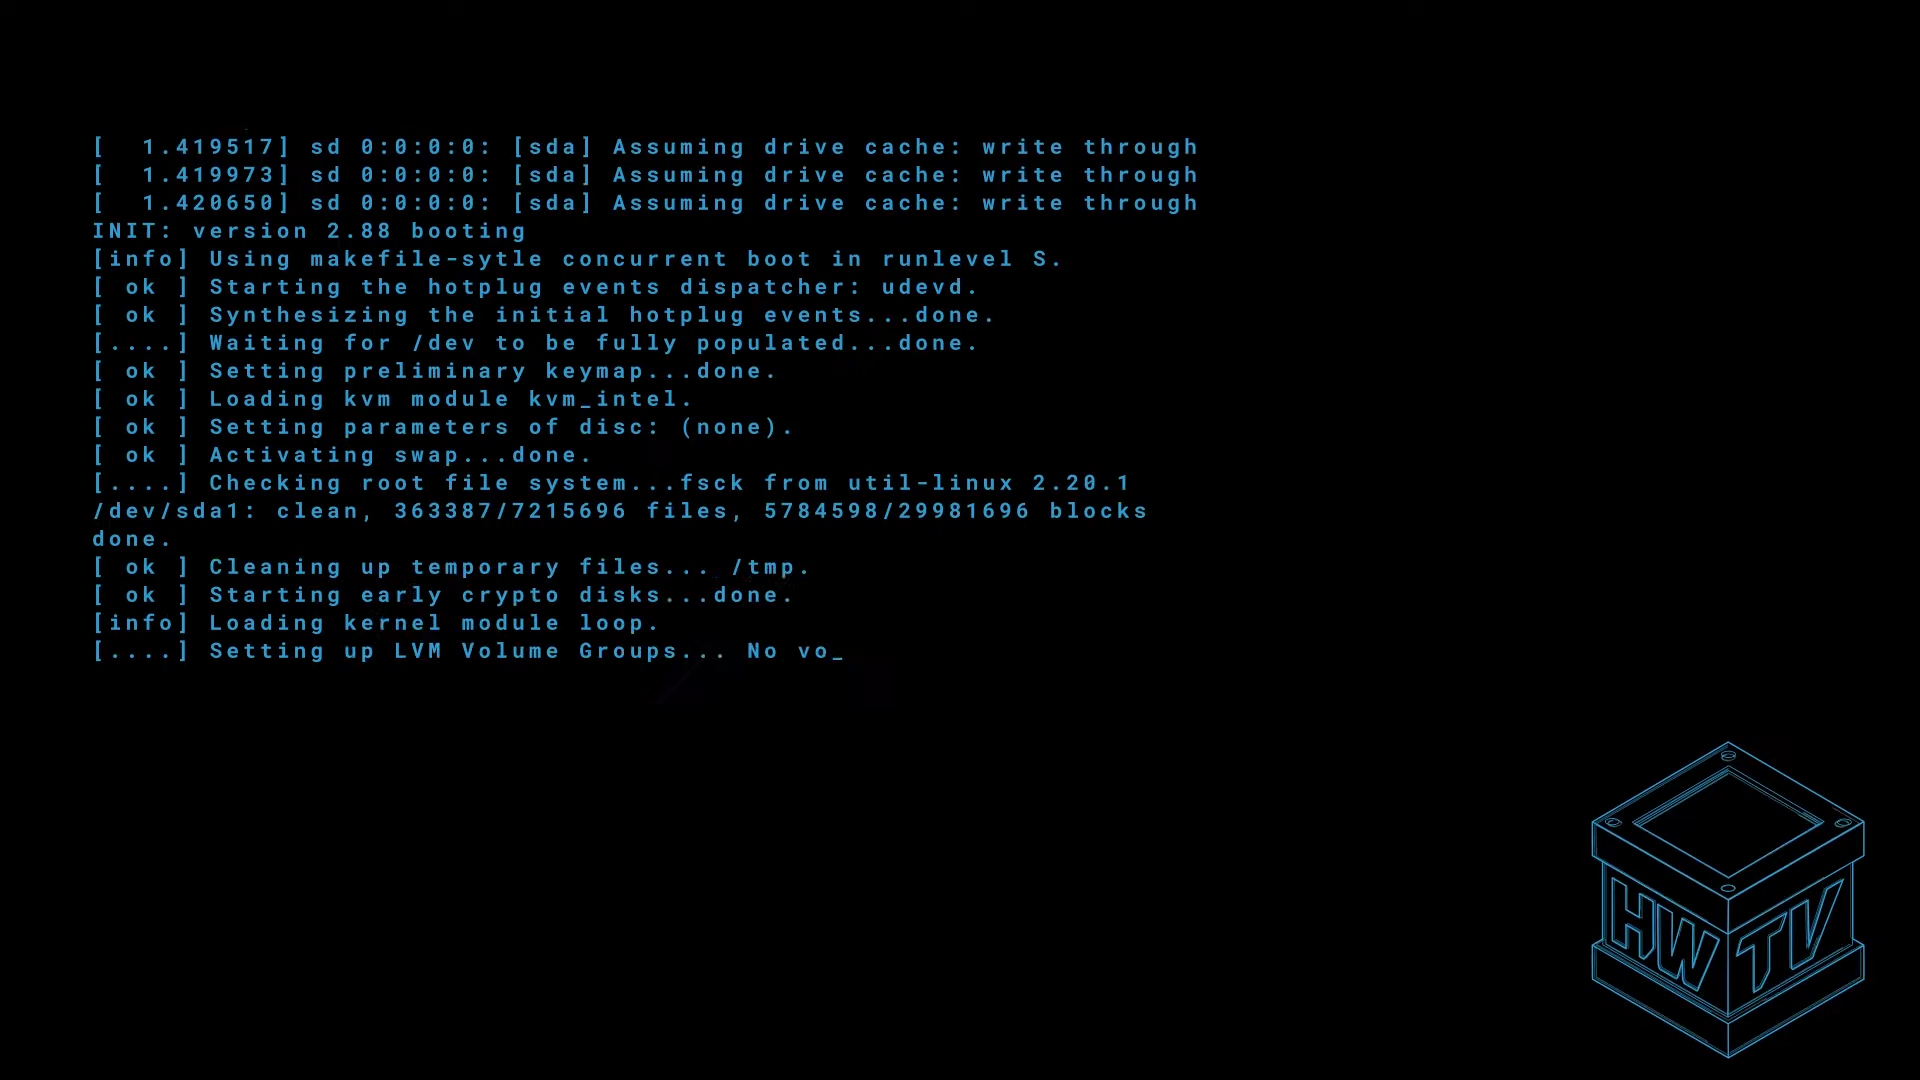 [  1.419517] sd 0:0:0:0: [sda] Assuming drive cache: write through
[  1.419973] sd 0:0:0:0: [sda] Assuming drive cache: write through
[  1.420650] sd 0:0:0:0: [sda] Assuming drive cache: write through
INIT: version 2.88 booting
[info] Using makefile-sytle concurrent boot in runlevel S.
[ ok ] Starting the hotplug events dispatcher: udevd.
[ ok ] Synthesizing the initial hotplug events...done.
[....] Waiting for /dev to be fully populated...done.
[ ok ] Setting preliminary keymap...done.
[ ok ] Loading kvm module kvm_intel.
[ ok ] Setting parameters of disc: (none).
[ ok ] Activating swap...done.
[....] Checking root file system...fsck from util-linux 2.20.1
/dev/sda1: clean, 363387/7215696 files, 5784598/29981696 blocks
done.
[ ok ] Cleaning up temporary files... /tmp.
[ ok ] Starting early crypto disks...done.
[info] Loading kernel module loop.
[....] Setting up LVM Volume Groups... No vo_
HW TV